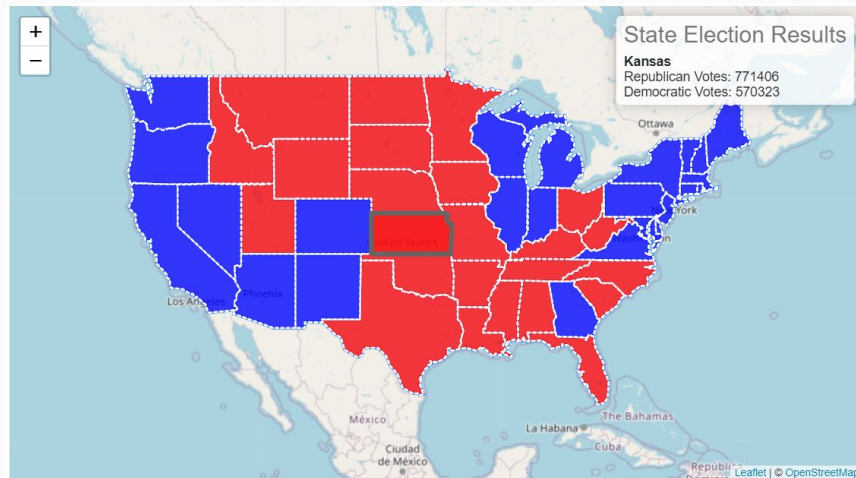 +
−
State Election Results
Kansas
Republican Votes: 771406
Democratic Votes: 570323
Ottawa
York
United States
Washington
Los Angeles
Phoenix
The Bahamas
La Habana
Cuba
México
Ciudad
de México
Leaflet | © OpenStreetMap